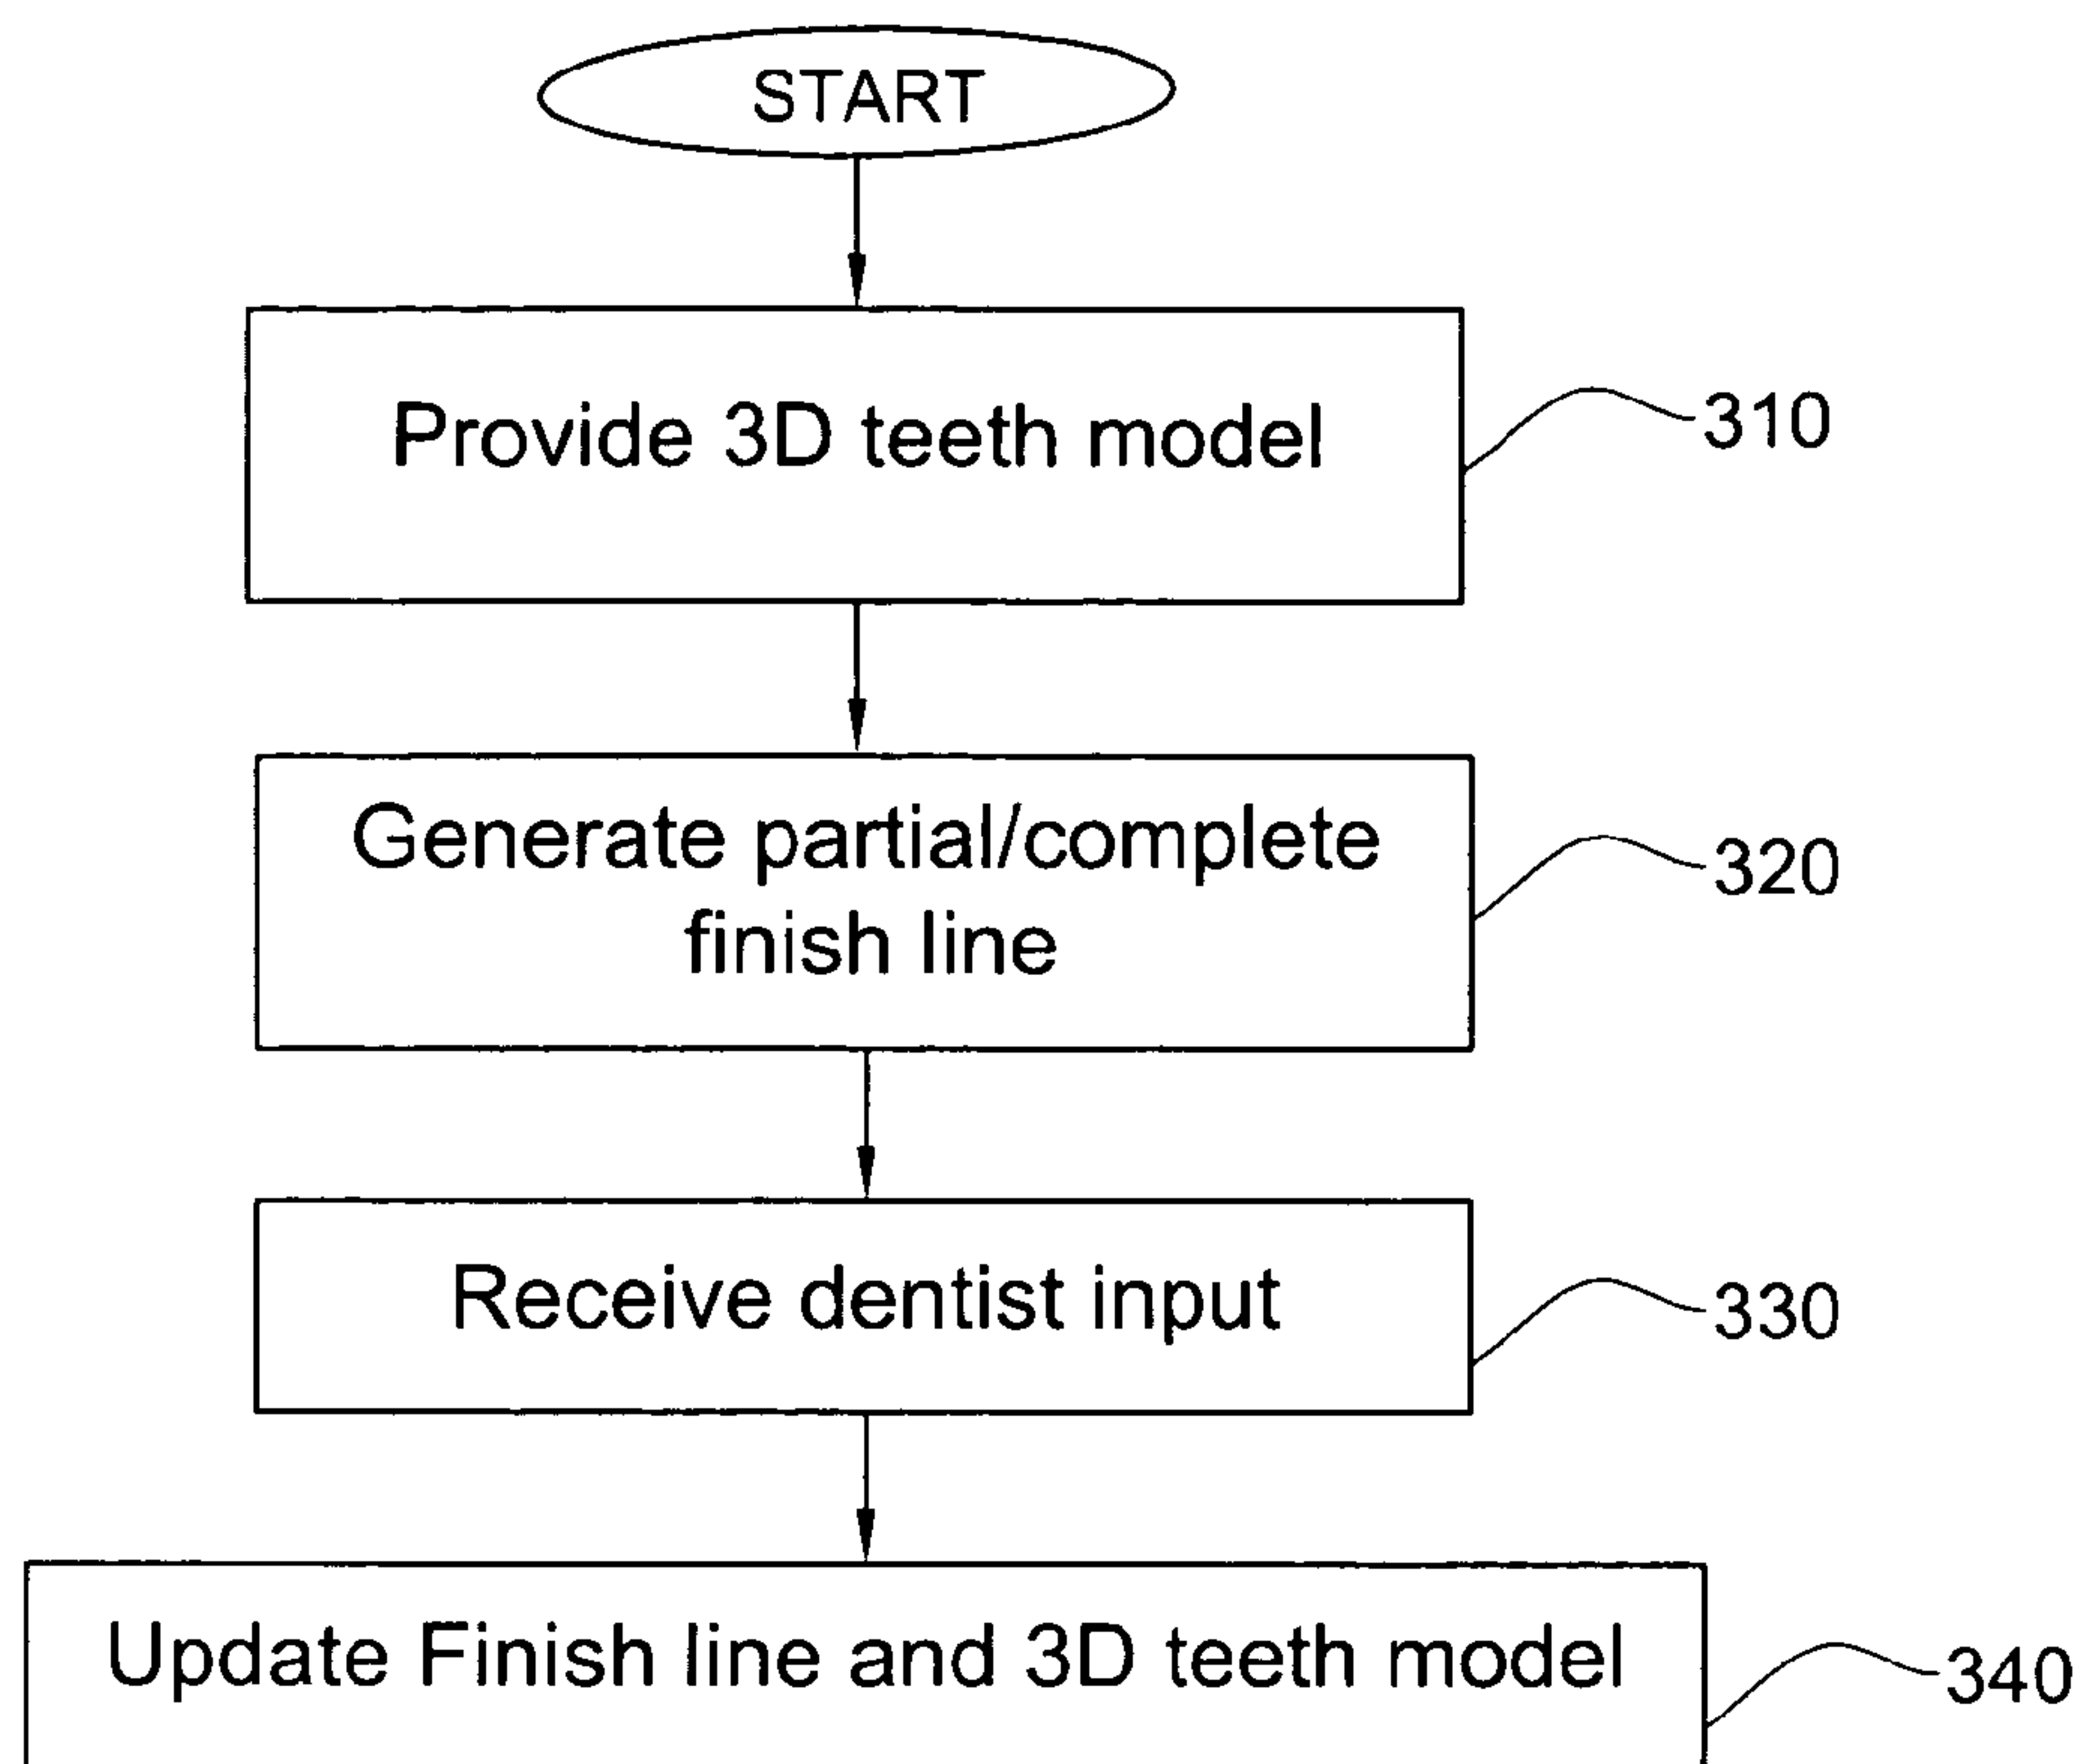 START
Provide 3D teeth model
310
Generate partial/complete
finish line
320
Receive dentist input
330
Update Finish line and 3D teeth model
340